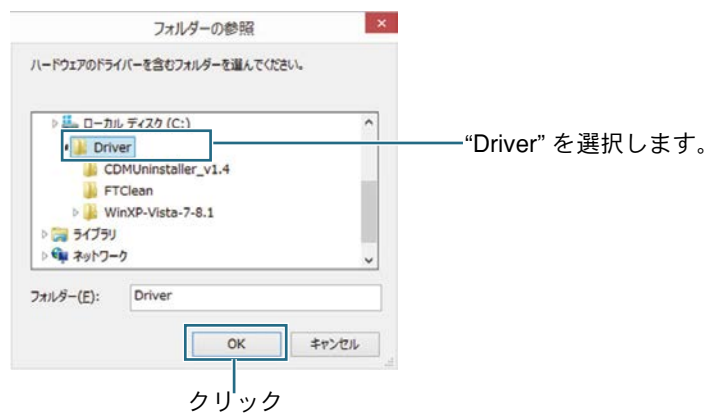 フォルダーの参照
ハードウェアのドライバーを含むフォルダーを選んでください。
ローカル ディスク (C:)
Driver
“Driver” を選択します。
CDMUninstaller_v1.4
FTClean
WinXP-Vista-7-8.1
ライブラリ
ネットワーク
フォルダー(E):
Driver
OK
キャンセル
クリック